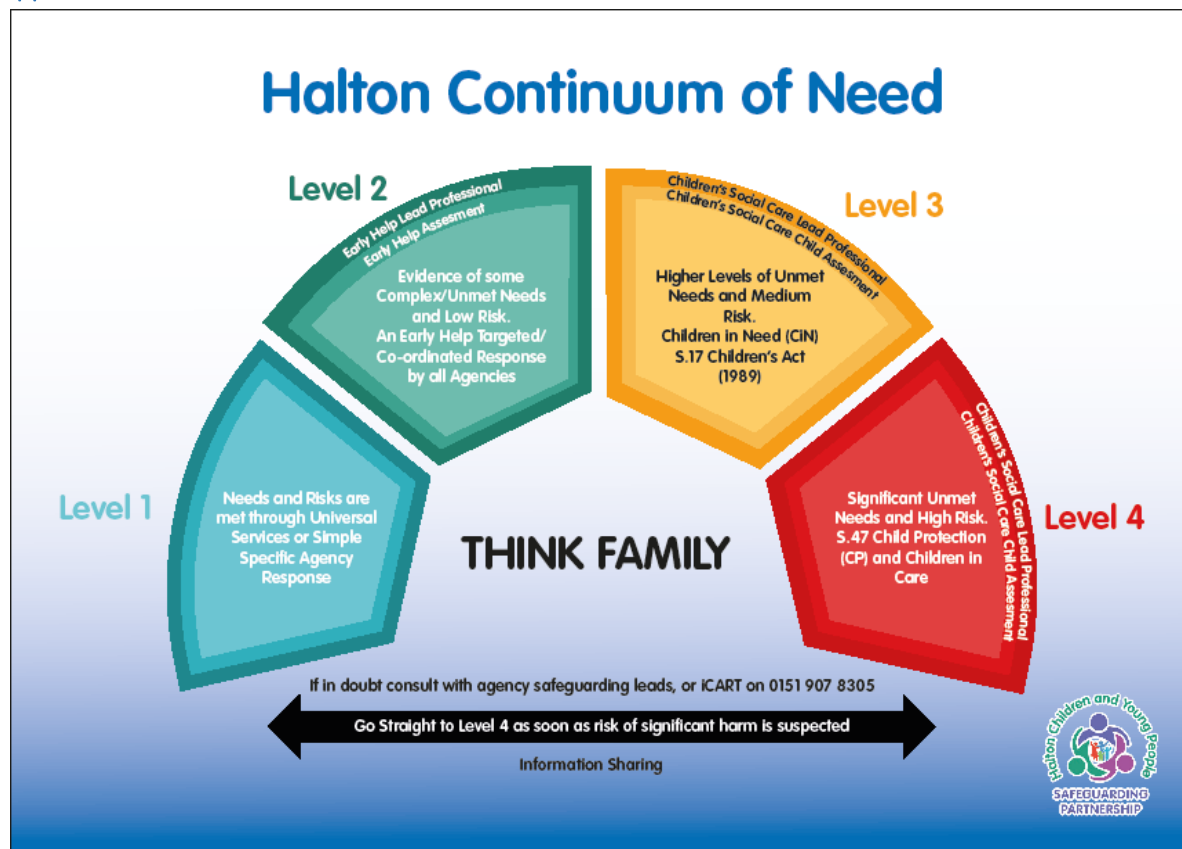 Halton Continuum of Need
Level 1
Needs and Risks are
met through Universal
Services or Simple
Specific Agency
Response
Level 2
Early Help Lead Professional
Early Help Assesment
Evidence of some
Complex/Unmet Needs
and Low Risk.
An Early Help Targeted/
Co-ordinated Response
by all Agencies
Level 3
Children's Social Care Lead Professional
Children's Social Care Child Assesment
Higher Levels of Unmet
Needs and Medium
Risk.
Children in Need (CiN)
S.17 Children's Act
(1989)
Level 4
Children's Social Care Lead Professional
Children's Social Care Child Assesment
Significant Unmet
Needs and High Risk.
S.47 Child Protection
(CP) and Children in
Care
THINK FAMILY
If in doubt consult with agency safeguarding leads, or iCART on 0151 907 8305
Go Straight to Level 4 as soon as risk of significant harm is suspected
Information Sharing
Halton Children and Young People
SAFEGUARDING
PARTNERSHIP